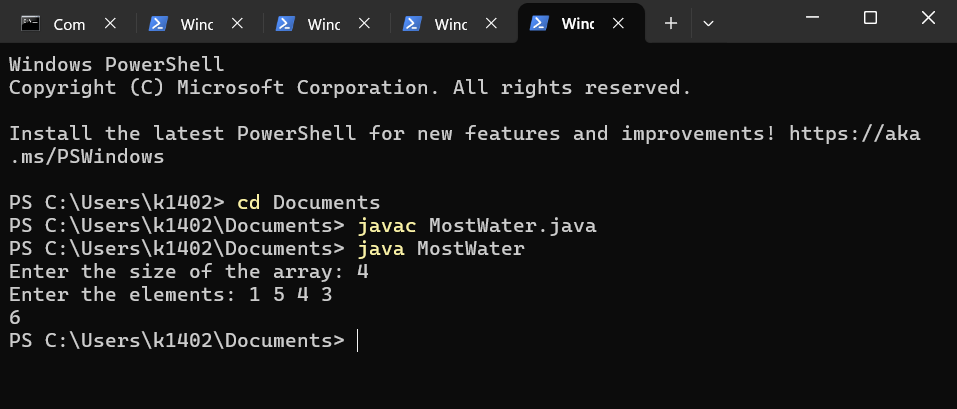 Com Winc Winc Winc Winc
Windows PowerShell
Copyright (C) Microsoft Corporation. All rights reserved.
Install the latest PowerShell for new features and improvements! https://aka
.ms/PSWindows
PS C:\Users\k1402> cd Documents
PS C:\Users\k1402\Documents> javac MostWater.java
PS C:\Users\k1402\Documents> java MostWater
Enter the size of the array: 4
Enter the elements: 1 5 4 3
6
PS C:\Users\k1402\Documents>